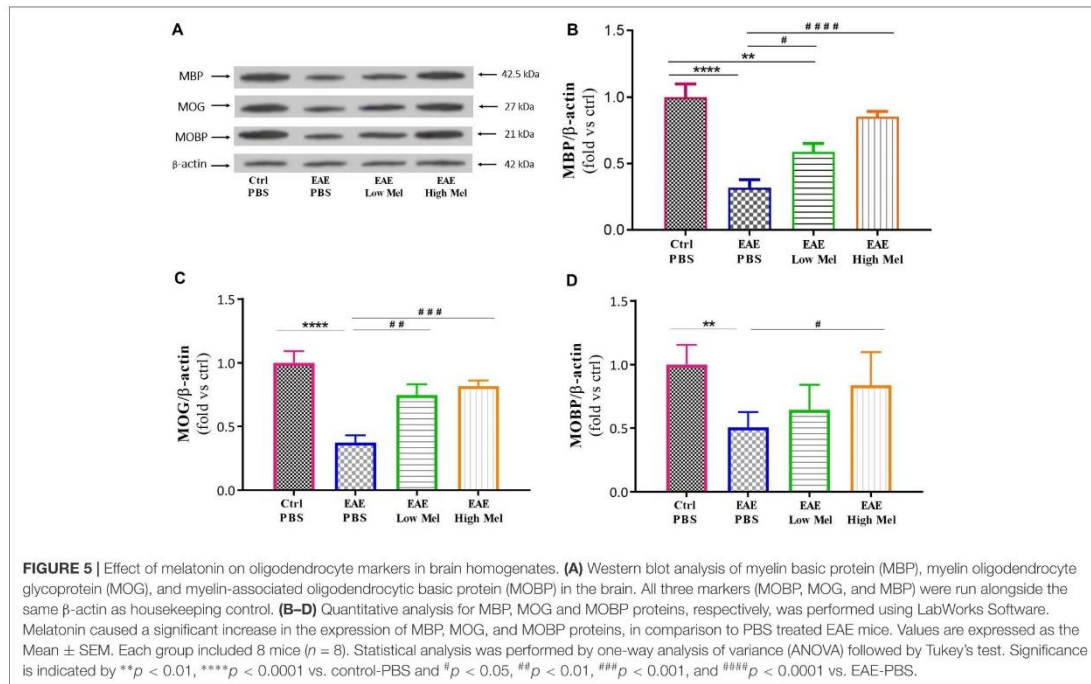 A
MBP
MOG
MOBP
β-actin
42.5 kDa
27 kDa
21 kDa
42 kDa
Ctrl PBS
EAE PBS
EAE Low Mel
EAE High Mel
B
MBP/β-actin
(fold vs ctrl)
1.5
1.0
0.5
0.0
####
#
**
****
Ctrl PBS
EAE PBS
EAE Low Mel
EAE High Mel
C
MOG/β-actin
(fold vs ctrl)
1.5
1.0
0.5
0.0
###
****
##
Ctrl PBS
EAE PBS
EAE Low Mel
EAE High Mel
D
MOBP/β-actin
(fold vs ctrl)
1.5
1.0
0.5
0.0
**
#
Ctrl PBS
EAE PBS
EAE Low Mel
EAE High Mel
FIGURE 5 | Effect of melatonin on oligodendrocyte markers in brain homogenates. (A) Western blot analysis of myelin basic protein (MBP), myelin oligodendrocyte
glycoprotein (MOG), and myelin-associated oligodendrocytic basic protein (MOBP) in the brain. All three markers (MOBP, MOG, and MBP) were run alongside the
same β-actin as housekeeping control. (B–D) Quantitative analysis for MBP, MOG and MOBP proteins, respectively, was performed using LabWorks Software.
Melatonin caused a significant increase in the expression of MBP, MOG, and MOBP proteins, in comparison to PBS treated EAE mice. Values are expressed as the
Mean ± SEM. Each group included 8 mice (n = 8). Statistical analysis was performed by one-way analysis of variance (ANOVA) followed by Tukey's test. Significance
is indicated by **p < 0.01, ****p < 0.0001 vs. control-PBS and #p < 0.05, ##p < 0.01, ###p < 0.001, and ####p < 0.0001 vs. EAE-PBS.